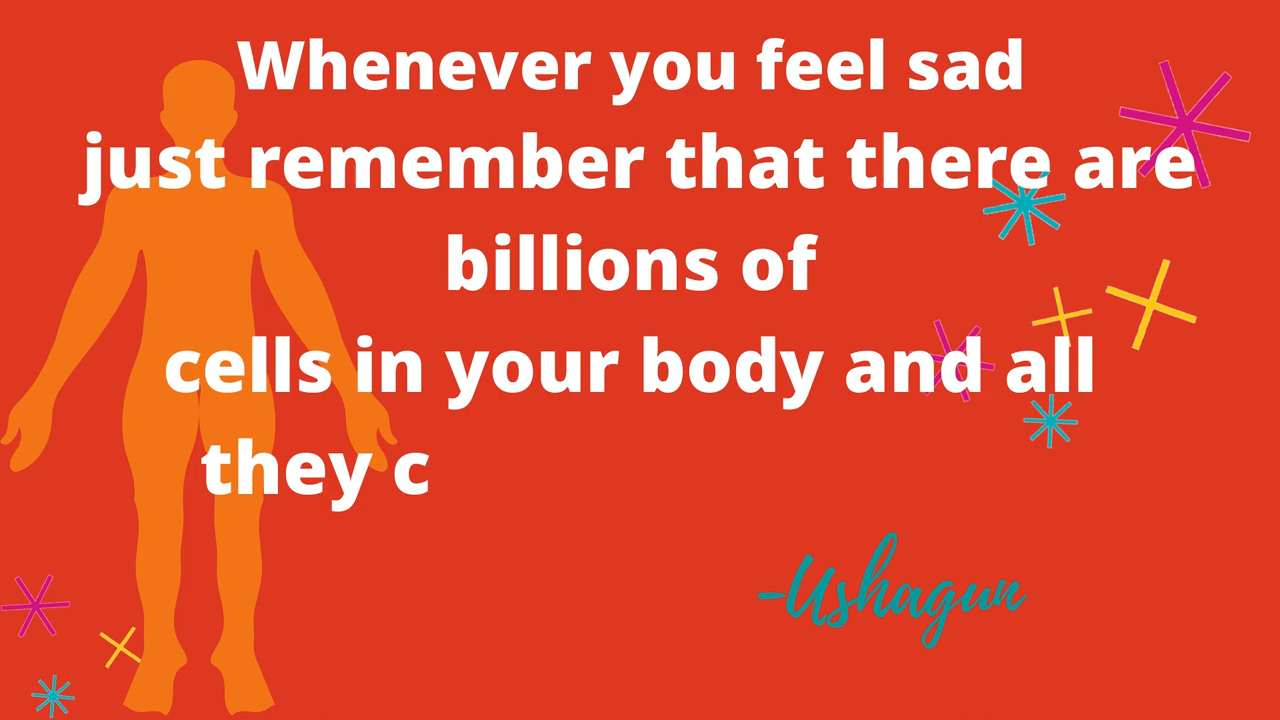 Whenever you feel sad
just remember that there are
billions of
cells in your body and all
they c
-Ushagun